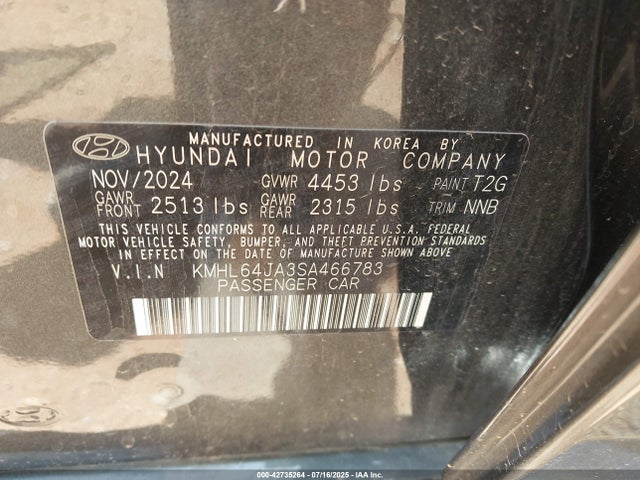 MANUFACTURED IN KOREA BY
HYUNDAI MOTOR COMPANY
NOV/2024 GVWR 4453 lbs PAINT T2G
GAWR FRONT 2513 lbs GAWR REAR 2315 lbs TRIM NNB
THIS VEHICLE CONFORMS TO ALL APPLICABLE U.S.A. FEDERAL
MOTOR VEHICLE SAFETY, BUMPER, AND THEFT PREVENTION STANDARDS
IN EFFECT ON THE DATE OF MANUFACTURE SHOWN ABOVE
V.I.N KMHL64JA3SA466783
PASSENGER CAR
000-42735264 07/16/2025 IAA Inc.